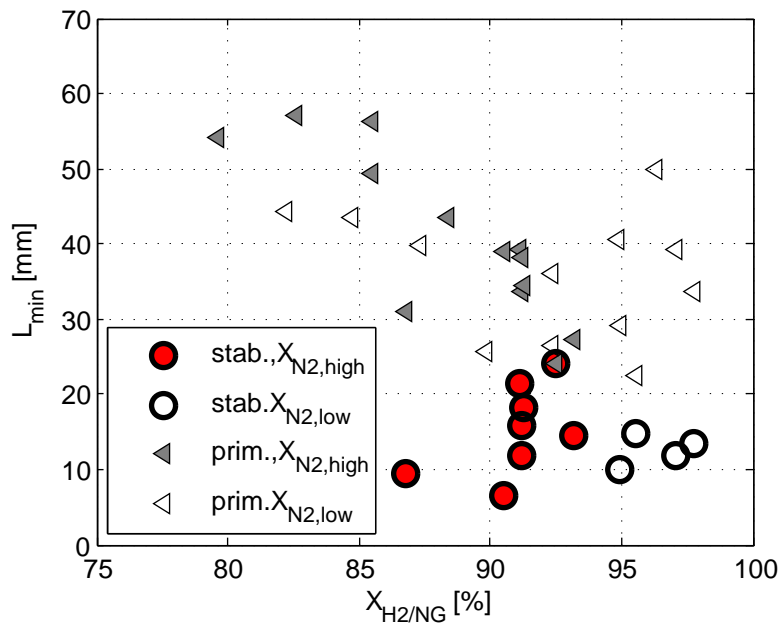 70
60
50
40
30
20
10
0
L_min [mm]
stab.,X_N2,high
stab.X_N2,low
prim.,X_N2,high
prim.X_N2,low
75 80 85 90 95 100
X_H2/NG [%]